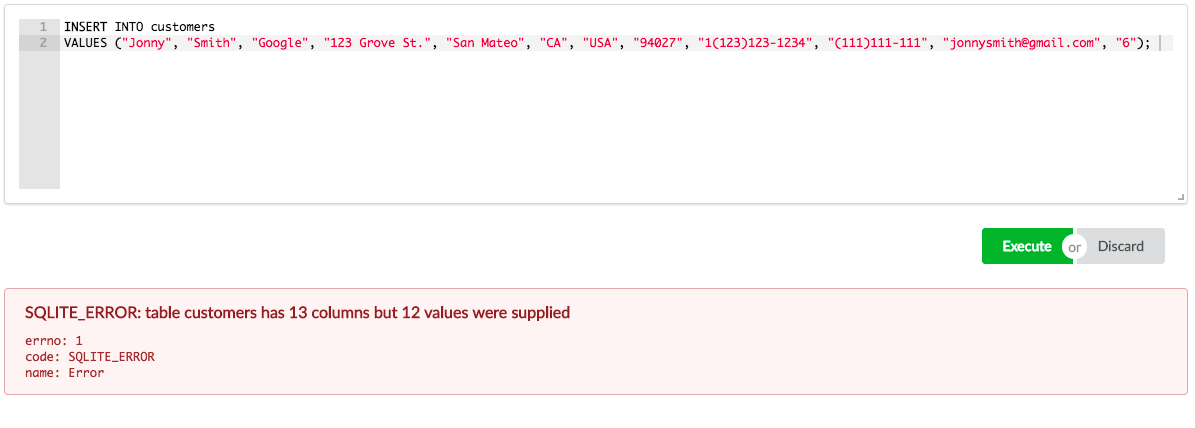 1 INSERT INTO customers
2 VALUES ("Jonny", "Smith", "Google", "123 Grove St.", "San Mateo", "CA", "USA", "94027", "1(123)123-1234", "(111)111-111", "jonnysmith@gmail.com", "6");
Execute or Discard
SQLITE_ERROR: table customers has 13 columns but 12 values were supplied
errno: 1
code: SQLITE_ERROR
name: Error